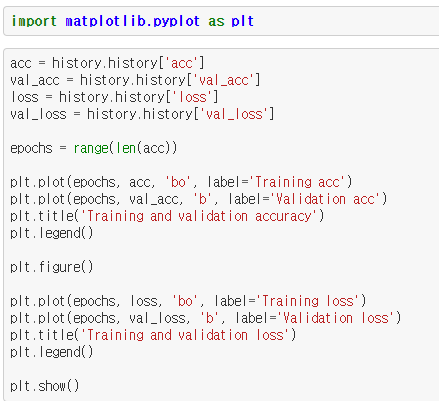 import matplotlib.pyplot as plt
acc = history.history['acc']
val_acc = history.history['val_acc']
loss = history.history['loss']
val_loss = history.history['val_loss']
epochs = range(len(acc))
plt.plot(epochs, acc, 'bo', label='Training acc')
plt.plot(epochs, val_acc, 'b', label='Validation acc')
plt.title('Training and validation accuracy')
plt.legend()
plt.figure()
plt.plot(epochs, loss, 'bo', label='Training loss')
plt.plot(epochs, val_loss, 'b', label='Validation loss')
plt.title('Training and validation loss')
plt.legend()
plt.show()